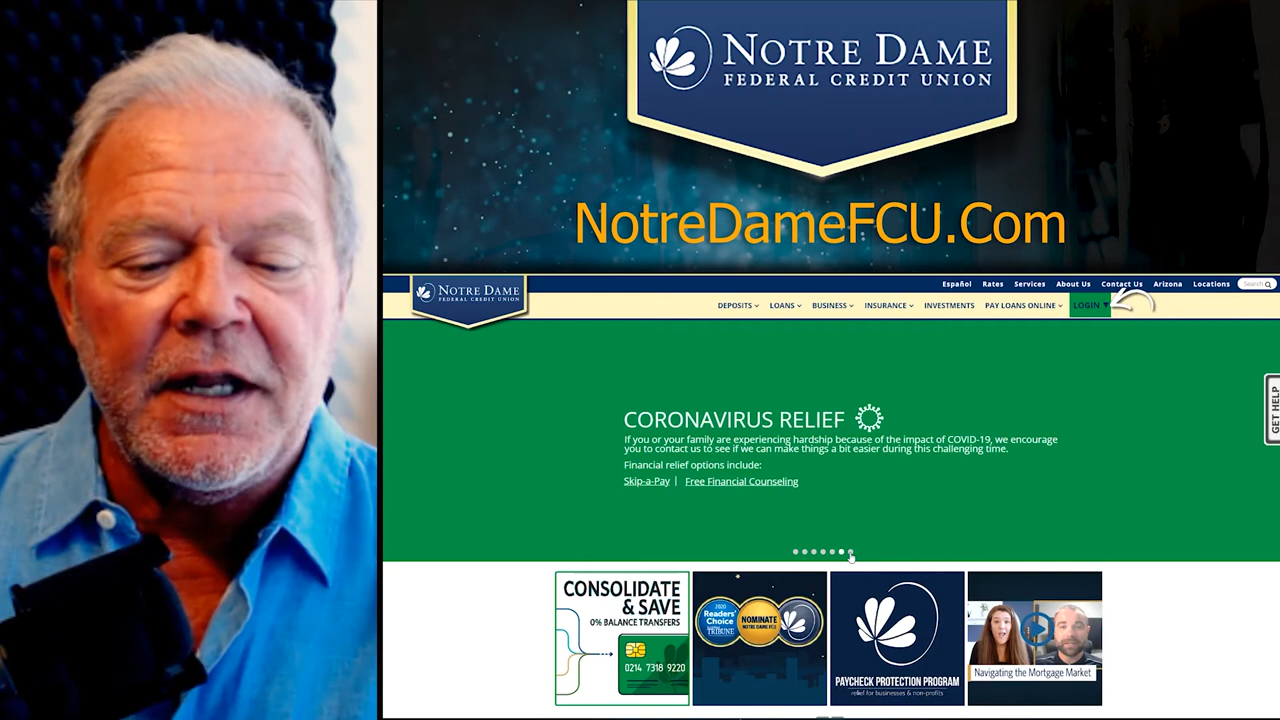 NOTRE DAME
FEDERAL CREDIT UNION
NotreDameFCU.Com
NOTRE DAME
FEDERAL CREDIT UNION
Español Rates Services About Us Contact Us Arizona Locations Search
DEPOSITS LOANS BUSINESS INSURANCE INVESTMENTS PAY LOANS ONLINE LOGIN
GET HELP
CORONAVIRUS RELIEF
If you or your family are experiencing hardship because of the impact of COVID-19, we encourage
you to contact us to see if we can make things a bit easier during this challenging time.
Financial relief options include:
Skip-a-Pay | Free Financial Counseling
CONSOLIDATE
& SAVE
0% BALANCE TRANSFERS
0214 7318 9220
2020
Readers'
Choice
TRIBUNE
NOMINATE
NOTRE DAME FCU
PAYCHECK PROTECTION PROGRAM
relief for businesses & non-profits
Navigating the Mortgage Market